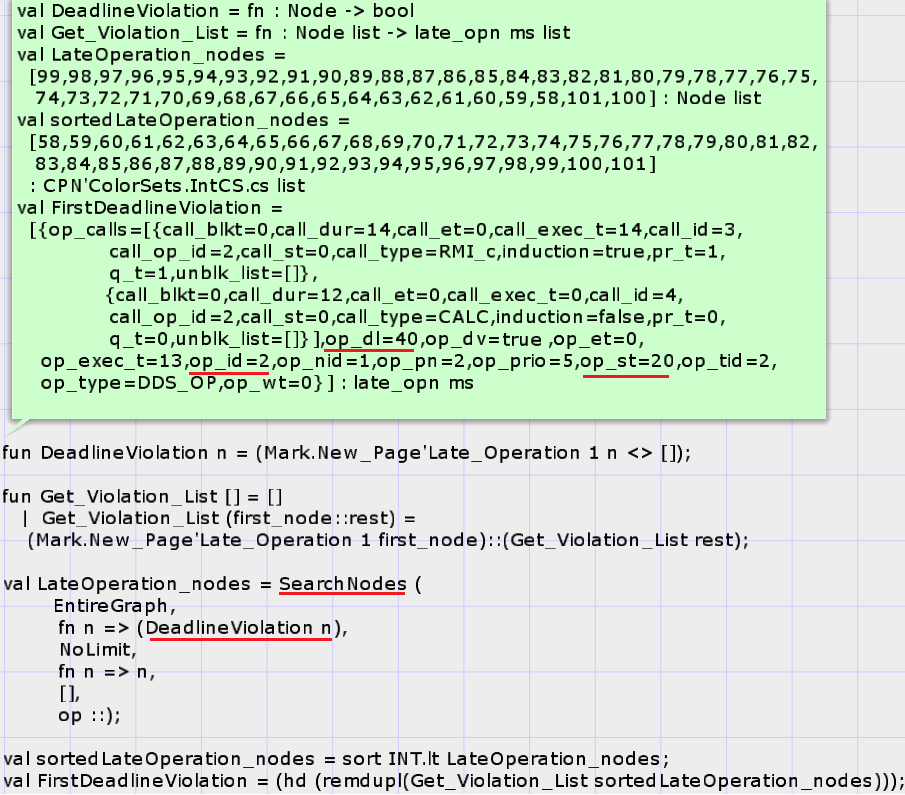 val DeadlineViolation = fn : Node -> bool
val Get_Violation_List = fn : Node list -> late_opn ms list
val LateOperation_nodes =
[99,98,97,96,95,94,93,92,91,90,89,88,87,86,85,84,83,82,81,80,79,78,77,76,75,
74,73,72,71,70,69,68,67,66,65,64,63,62,61,60,59,58,101,100] : Node list
val sortedLateOperation_nodes =
[58,59,60,61,62,63,64,65,66,67,68,69,70,71,72,73,74,75,76,77,78,79,80,81,82,
83,84,85,86,87,88,89,90,91,92,93,94,95,96,97,98,99,100,101]
: CPN'ColorSets.IntCS.cs list
val FirstDeadlineViolation =
[{op_calls=[{call_blkt=0,call_dur=14,call_et=0,call_exec_t=14,call_id=3,
call_op_id=2,call_st=0,call_type=RMI_c,induction=true,pr_t=1,
q_t=1,unblk_list=[]},
{call_blkt=0,call_dur=12,call_et=0,call_exec_t=0,call_id=4,
call_op_id=2,call_st=0,call_type=CALC,induction=false,pr_t=0,
q_t=0,unblk_list=[]}],op_dl=40,op_dv=true ,op_et=0,
op_exec_t=13,op_id=2,op_nid=1,op_pn=2,op_prio=5,op_st=20,op_tid=2,
op_type=DDS_OP,op_wt=0}] : late_opn ms
fun DeadlineViolation n = (Mark.New_Page'Late_Operation 1 n <> []);
fun Get_Violation_List [] = []
| Get_Violation_List (first_node::rest) =
(Mark.New_Page'Late_Operation 1 first_node)::(Get_Violation_List rest);
val LateOperation_nodes = SearchNodes (
EntireGraph,
fn n => (DeadlineViolation n),
NoLimit,
fn n => n,
[],
op ::);
val sortedLateOperation_nodes = sort INT.lt LateOperation_nodes;
val FirstDeadlineViolation = (hd (remdupl(Get_Violation_List sortedLateOperation_nodes)));